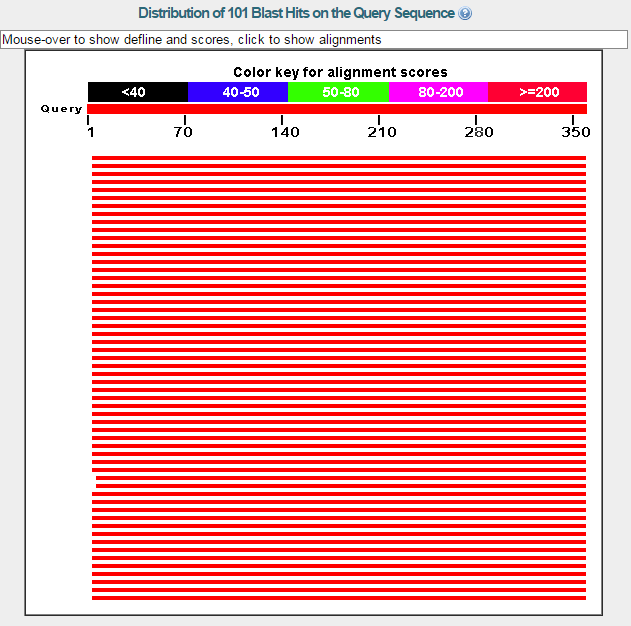 Distribution of 101 Blast Hits on the Query Sequence ?
Mouse-over to show defline and scores, click to show alignments
Color key for alignment scores
<40 40-50 50-80 80-200 >=200
Query
1 70 140 210 280 350